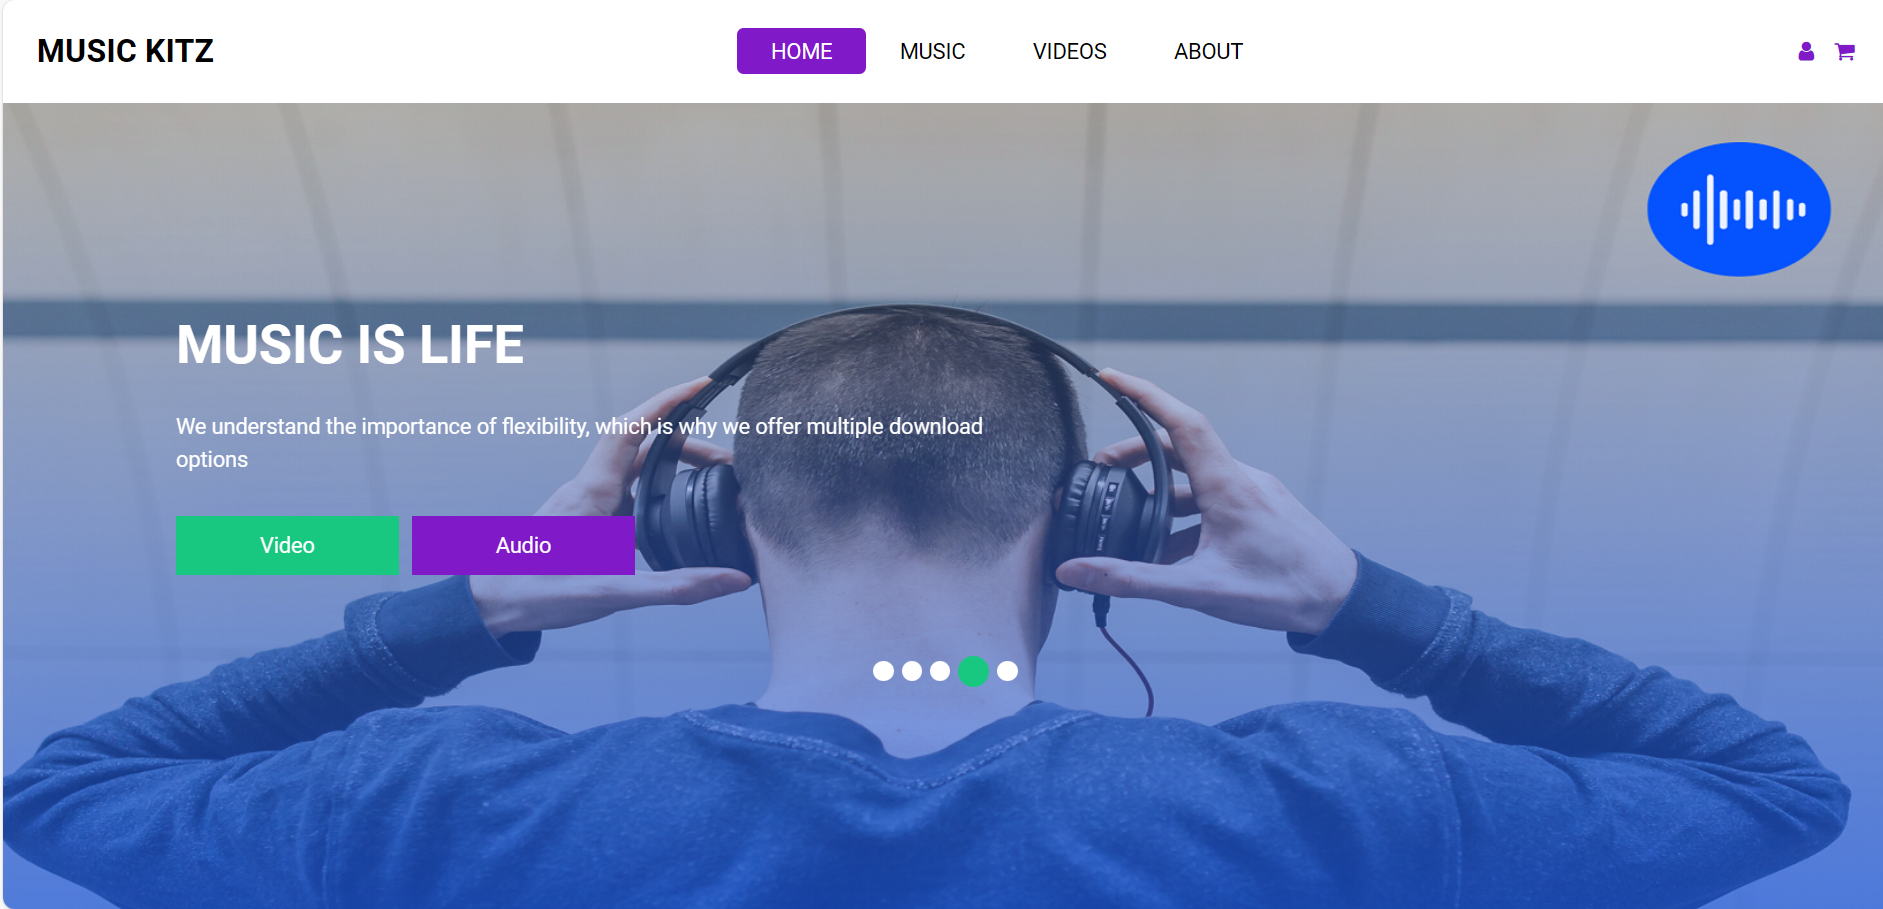 MUSIC KITZ
HOME MUSIC VIDEOS ABOUT
MUSIC IS LIFE
We understand the importance of flexibility, which is why we offer multiple download
options
Video Audio